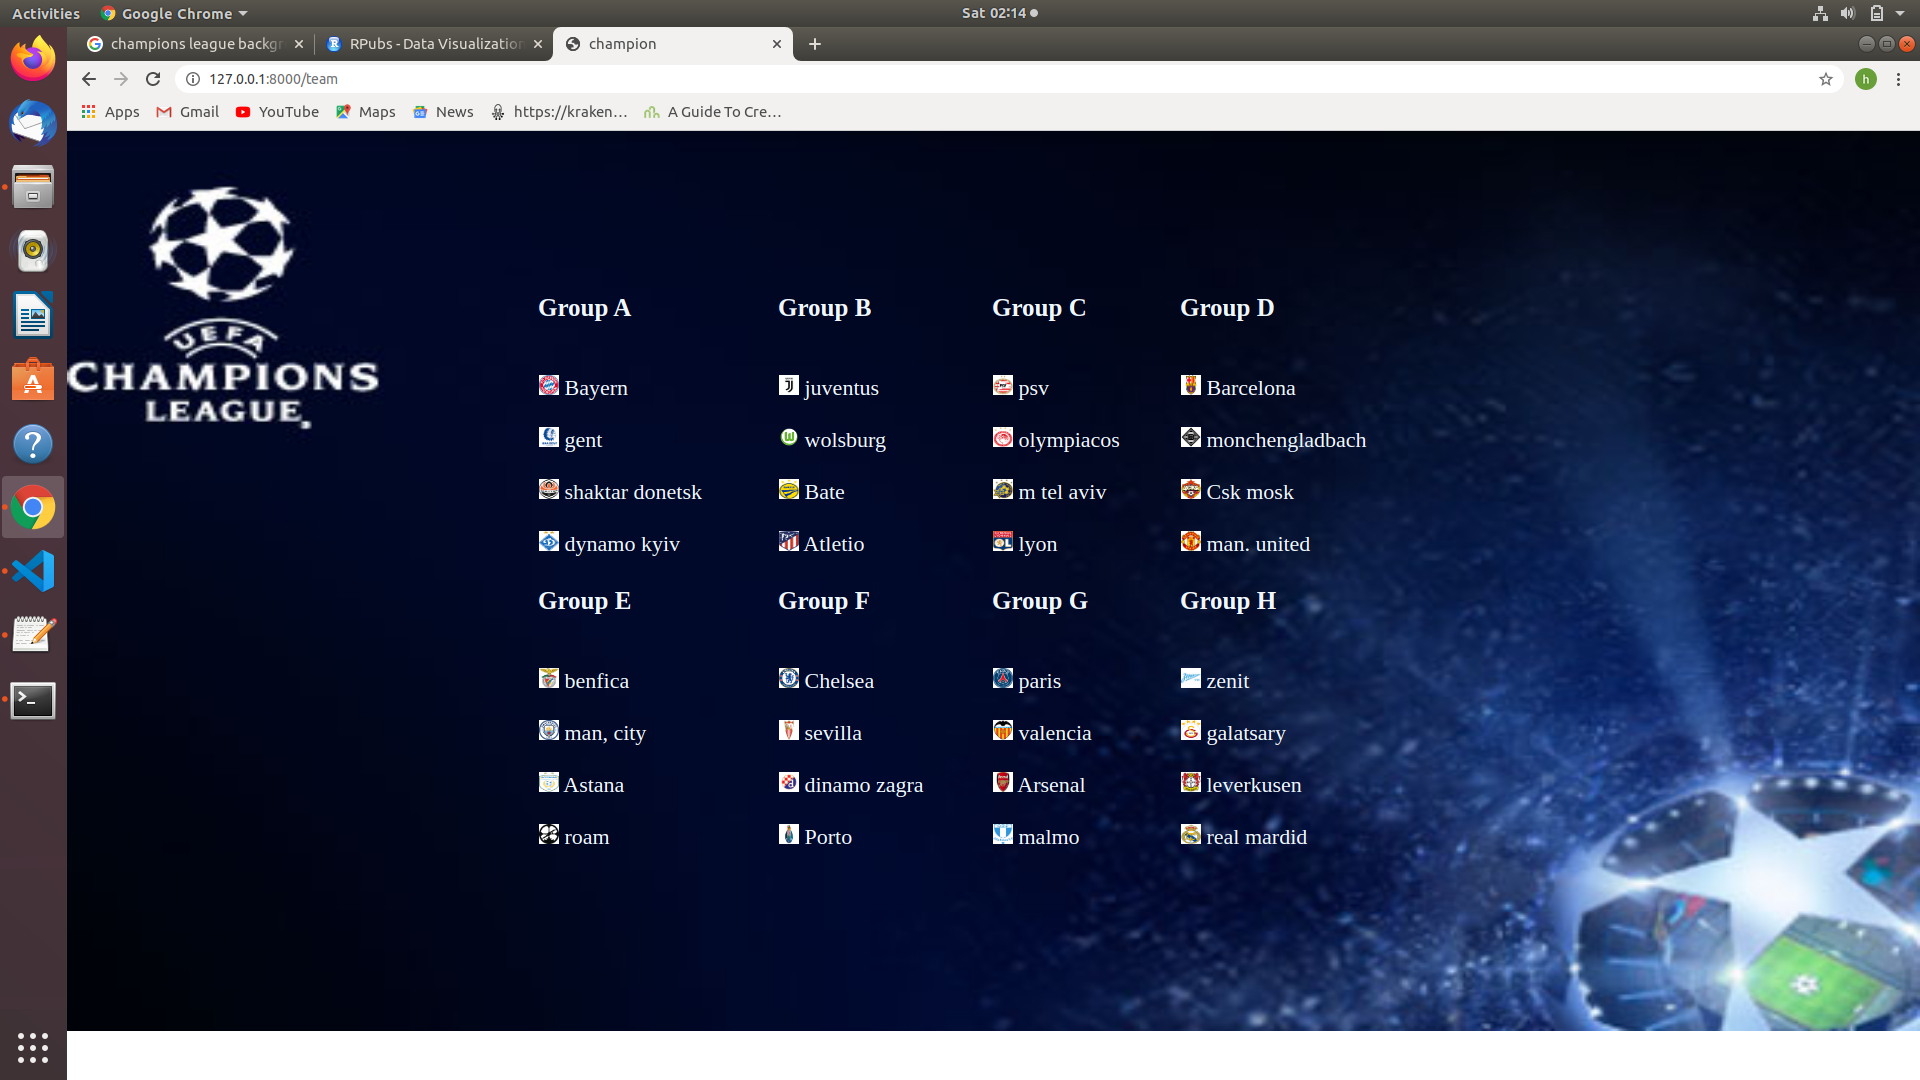 Activities Google Chrome Sat 02:14
champions league backgr RPubs - Data Visualization champion
127.0.0.1:8000/team h
Apps Gmail YouTube Maps News https://kraken... A Guide To Cre...
UEFA
CHAMPIONS
LEAGUE.
Group A Group B Group C Group D
Bayern juventus psv Barcelona
gent wolsburg olympiacos monchengladbach
shaktar donetsk Bate m tel aviv Csk mosk
dynamo kyiv Atletio lyon man. united
Group E Group F Group G Group H
benfica Chelsea paris zenit
man, city sevilla valencia galatsary
Astana dinamo zagra Arsenal leverkusen
roam Porto malmo real mardid